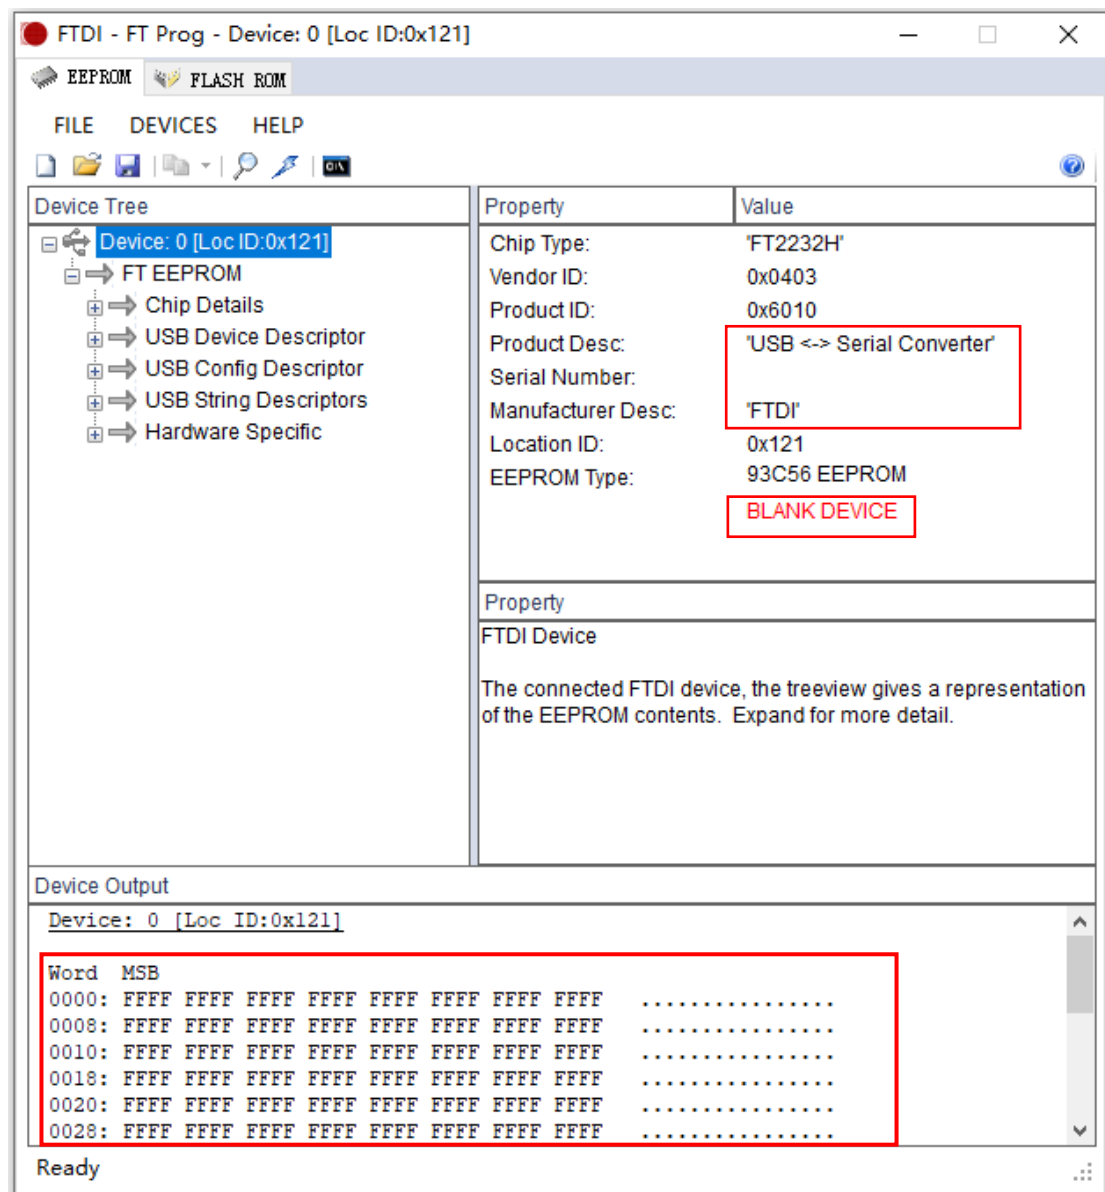 FTDI - FT Prog - Device: 0 [Loc ID:0x121]
EEPROM FLASH ROM
FILE DEVICES HELP
Device Tree
Device: 0 [Loc ID:0x121]
FT EEPROM
Chip Details
USB Device Descriptor
USB Config Descriptor
USB String Descriptors
Hardware Specific
Property Value
Chip Type: 'FT2232H'
Vendor ID: 0x0403
Product ID: 0x6010
Product Desc: 'USB <-> Serial Converter'
Serial Number:
Manufacturer Desc: 'FTDI'
Location ID: 0x121
EEPROM Type: 93C56 EEPROM
BLANK DEVICE
Property
FTDI Device
The connected FTDI device, the treeview gives a representation
of the EEPROM contents. Expand for more detail.
Device Output
Device: 0 [Loc ID:0x121]
Word MSB
0000: FFFF FFFF FFFF FFFF FFFF FFFF FFFF FFFF ................
0008: FFFF FFFF FFFF FFFF FFFF FFFF FFFF FFFF ................
0010: FFFF FFFF FFFF FFFF FFFF FFFF FFFF FFFF ................
0018: FFFF FFFF FFFF FFFF FFFF FFFF FFFF FFFF ................
0020: FFFF FFFF FFFF FFFF FFFF FFFF FFFF FFFF ................
0028: FFFF FFFF FFFF FFFF FFFF FFFF FFFF FFFF ................
Ready